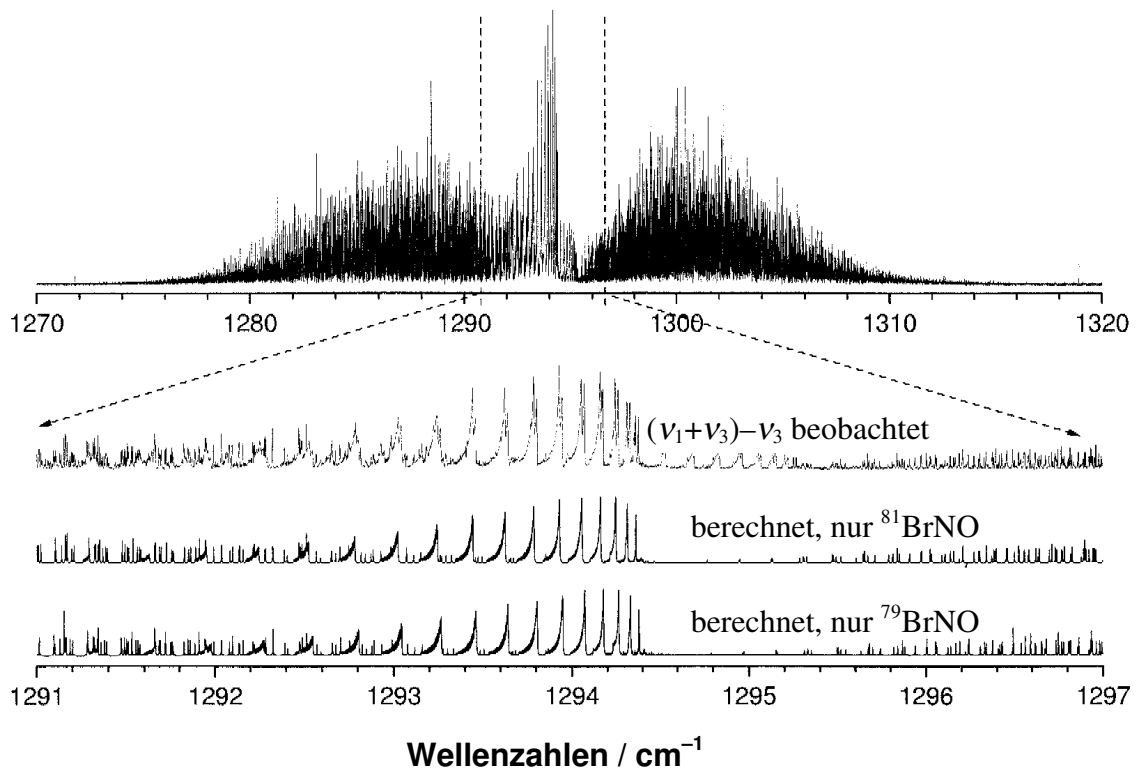 1270 1280 1290 1300 1310 1320
(ν₁+ν₃)–ν₃ beobachtet
berechnet, nur ⁸¹BrNO
berechnet, nur ⁷⁹BrNO
1291 1292 1293 1294 1295 1296 1297
Wellenzahlen / cm⁻¹